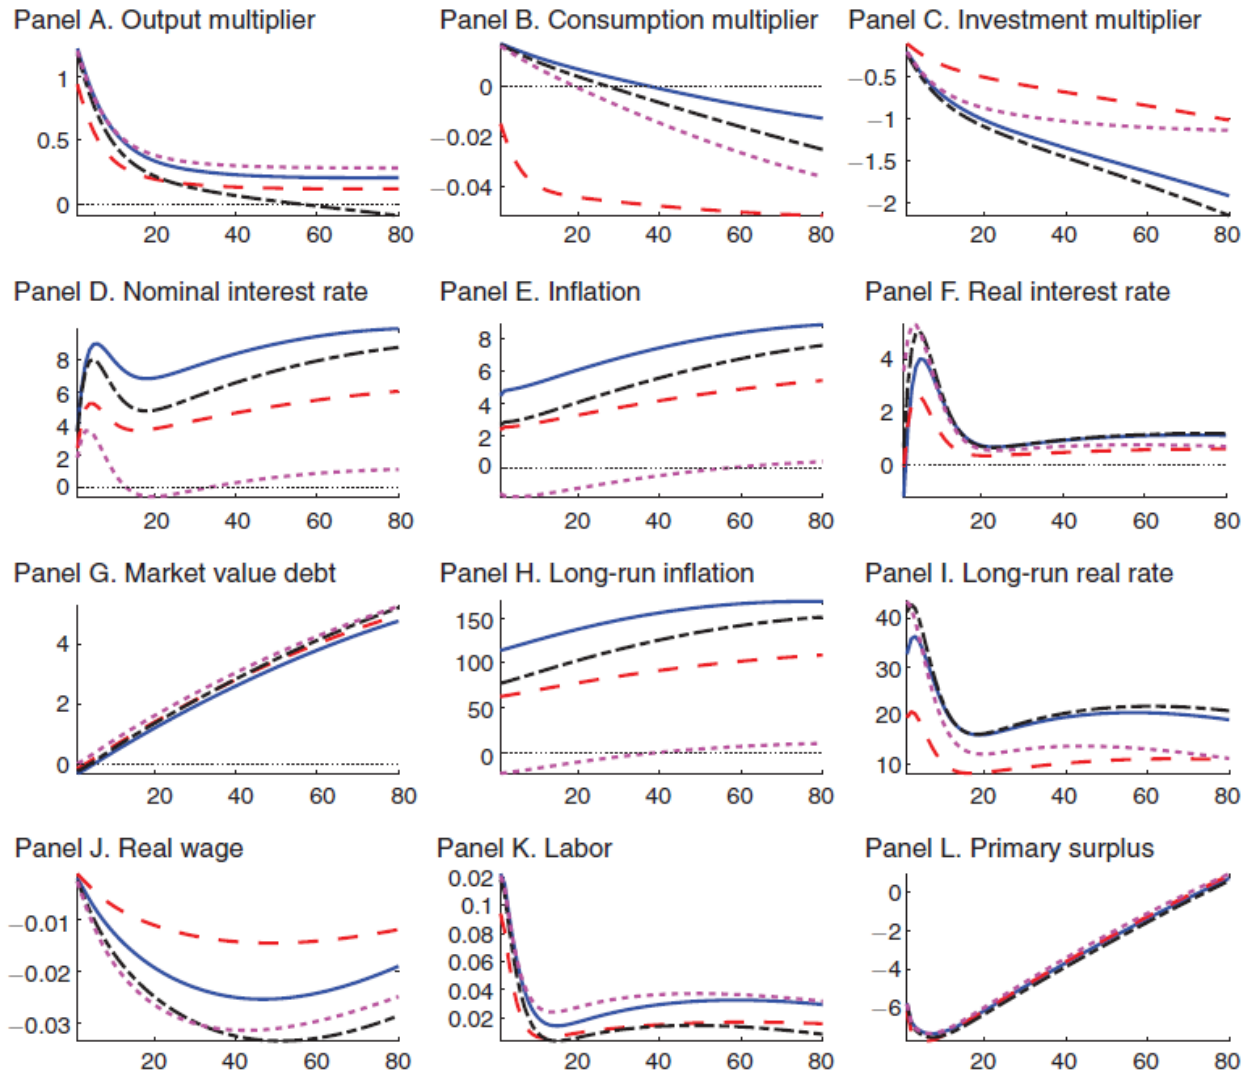 Panel A. Output multiplier
1
0.5
0
20 40 60 80
Panel B. Consumption multiplier
0
−0.02
−0.04
20 40 60 80
Panel C. Investment multiplier
−0.5
−1
−1.5
−2
20 40 60 80
Panel D. Nominal interest rate
8
6
4
2
0
20 40 60 80
Panel E. Inflation
8
6
4
2
0
20 40 60 80
Panel F. Real interest rate
4
2
0
20 40 60 80
Panel G. Market value debt
4
2
0
20 40 60 80
Panel H. Long-run inflation
150
100
50
0
20 40 60 80
Panel I. Long-run real rate
40
30
20
10
20 40 60 80
Panel J. Real wage
−0.01
−0.02
−0.03
20 40 60 80
Panel K. Labor
0.02
0.1
0.08
0.06
0.04
0.02
20 40 60 80
Panel L. Primary surplus
0
−2
−4
−6
20 40 60 80